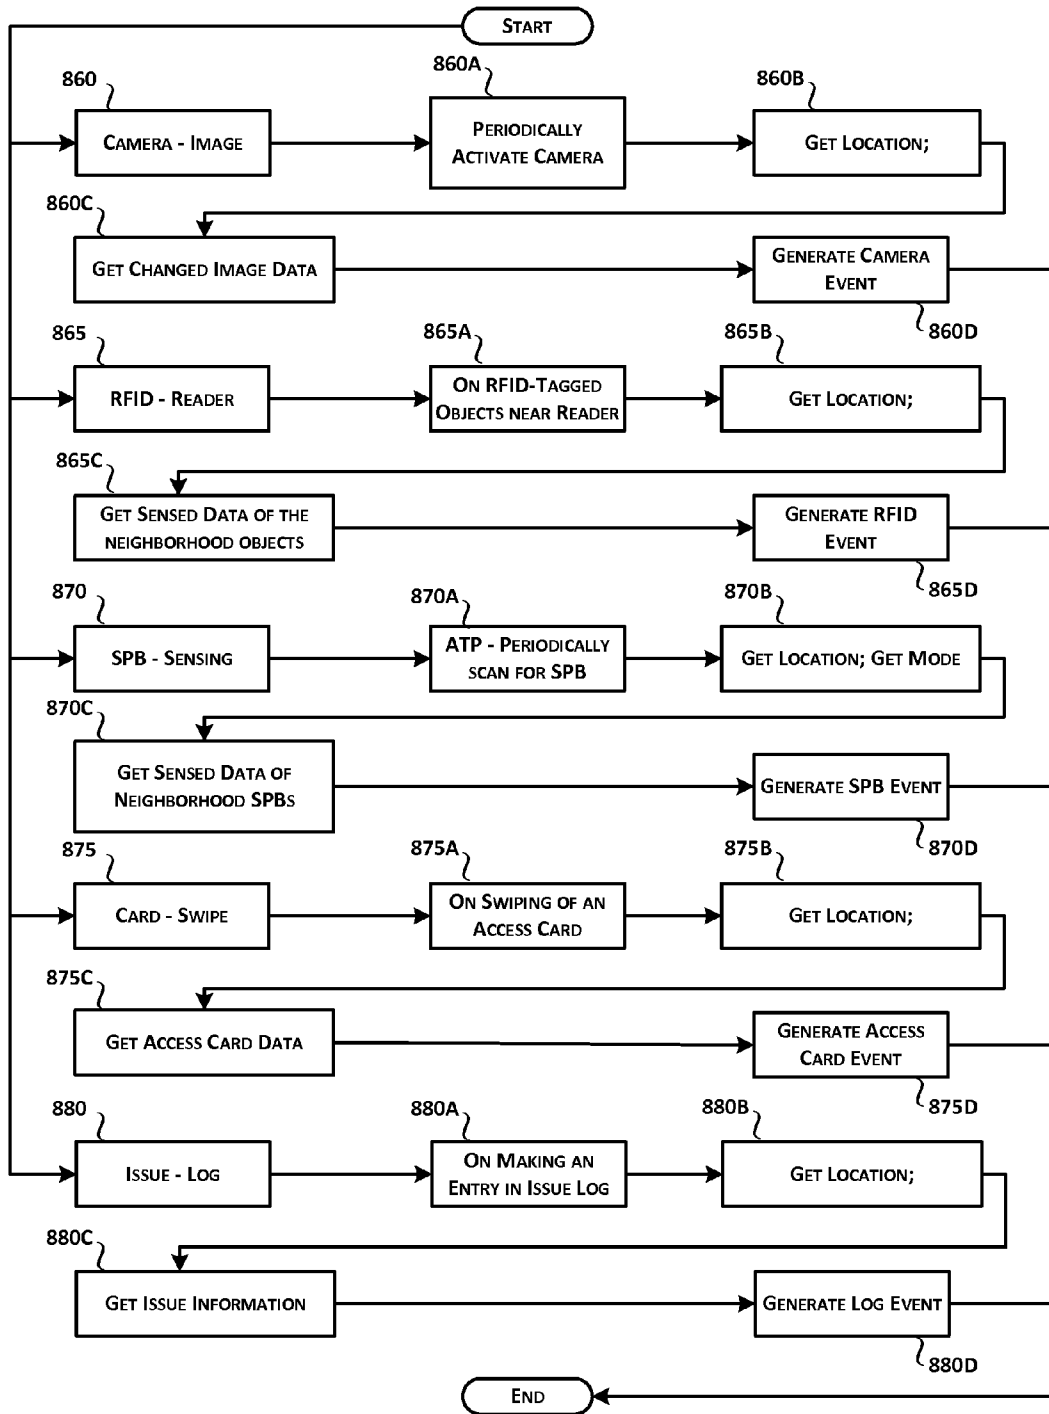 START
860
860A
860B
CAMERA - IMAGE
PERIODICALLY
ACTIVATE CAMERA
GET LOCATION;
860C
GET CHANGED IMAGE DATA
GENERATE CAMERA
EVENT
860D
865
865A
865B
RFID - READER
ON RFID-TAGGED
OBJECTS NEAR READER
GET LOCATION;
865C
GET SENSED DATA OF THE
NEIGHBORHOOD OBJECTS
GENERATE RFID
EVENT
865D
870
870A
870B
SPB - SENSING
ATP - PERIODICALLY
SCAN FOR SPB
GET LOCATION; GET MODE
870C
GET SENSED DATA OF
NEIGHBORHOOD SPBS
GENERATE SPB EVENT
870D
875
875A
875B
CARD - SWIPE
ON SWIPING OF AN
ACCESS CARD
GET LOCATION;
875C
GET ACCESS CARD DATA
GENERATE ACCESS
CARD EVENT
875D
880
880A
880B
ISSUE - LOG
ON MAKING AN
ENTRY IN ISSUE LOG
GET LOCATION;
880C
GET ISSUE INFORMATION
GENERATE LOG EVENT
880D
END